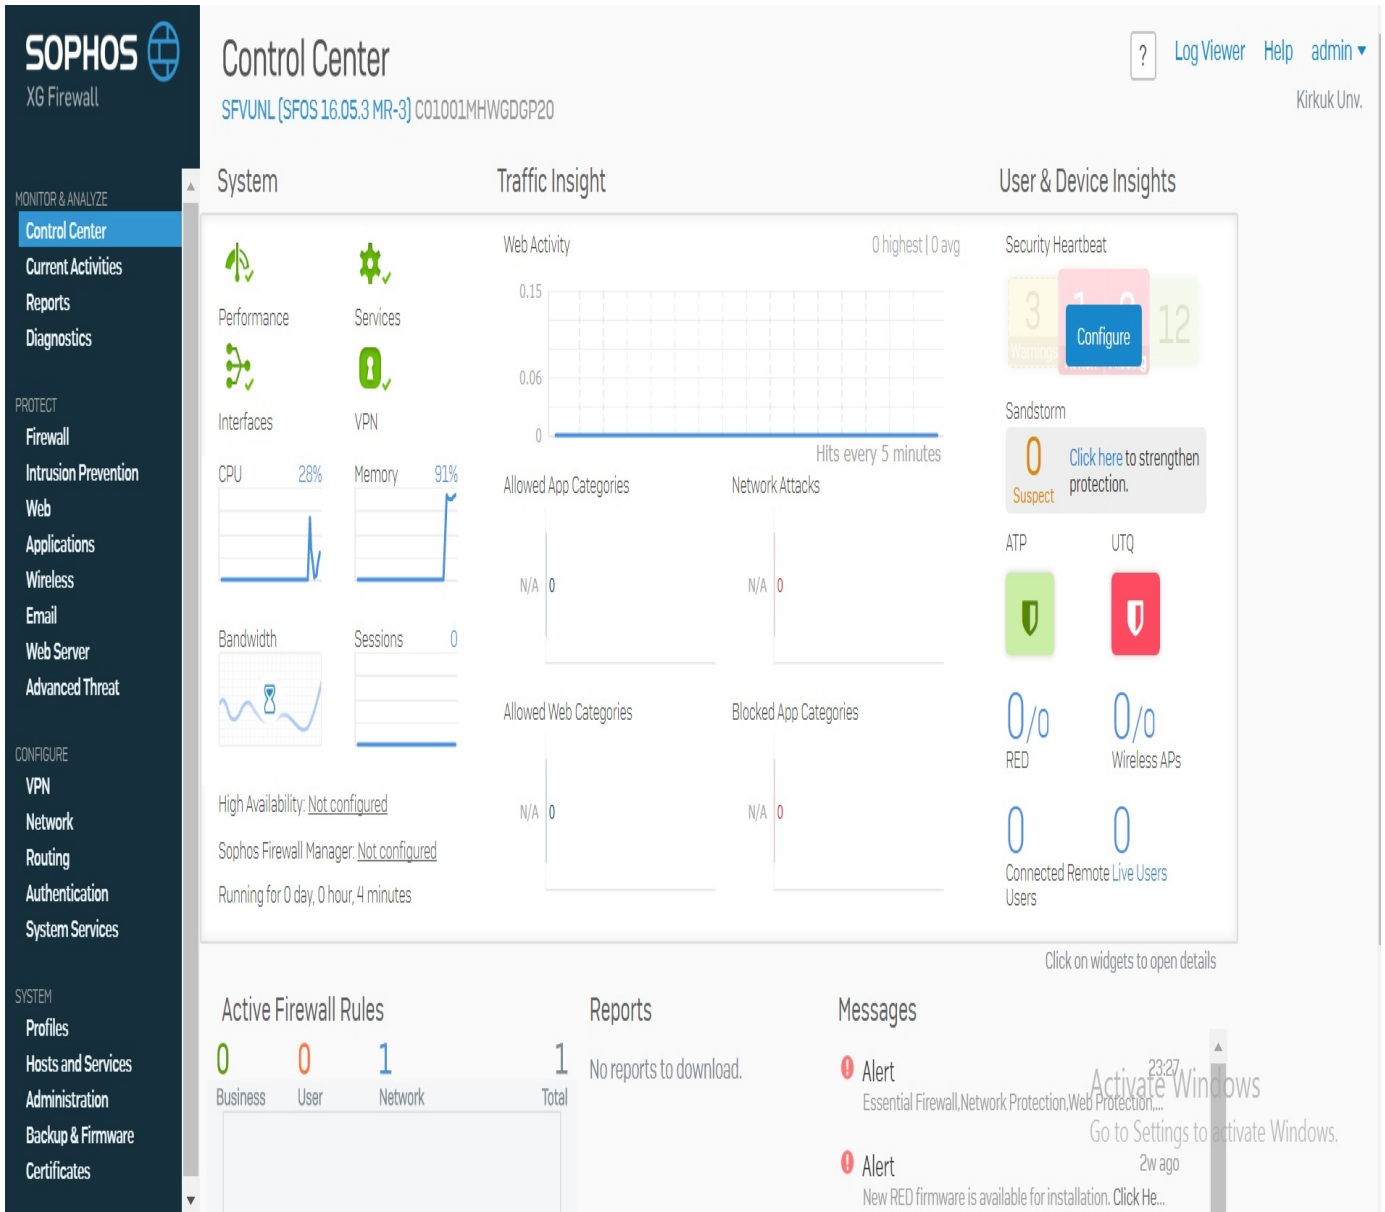 SOPHOS
XG Firewall
Control Center
SFVUNL (SFOS 16.05.3 MR-3) C01001MHWGDGP20
? Log Viewer Help admin
Kirkuk Unv.
MONITOR & ANALYZE
Control Center
Current Activities
Reports
Diagnostics
PROTECT
Firewall
Intrusion Prevention
Web
Applications
Wireless
Email
Web Server
Advanced Threat
CONFIGURE
VPN
Network
Routing
Authentication
System Services
SYSTEM
Profiles
Hosts and Services
Administration
Backup & Firmware
Certificates
System
Performance Services
Interfaces VPN
CPU 28% Memory 91%
Bandwidth Sessions 0
High Availability: Not configured
Sophos Firewall Manager: Not configured
Running for 0 day, 0 hour, 4 minutes
Traffic Insight
Web Activity 0 highest | 0 avg
0.15
0.06
0
Hits every 5 minutes
Allowed App Categories Network Attacks
N/A 0 N/A 0
Allowed Web Categories Blocked App Categories
N/A 0 N/A 0
User & Device Insights
Security Heartbeat
3 12
Warnings
Configure
Sandstorm
0 Click here to strengthen
Suspect protection.
ATP UTQ
0/0 0/0
RED Wireless APs
0 0
Connected Remote Live Users
Users
Click on widgets to open details
Active Firewall Rules
0 0 1 1
Business User Network Total
Reports
No reports to download.
Messages
Alert 23:27
Essential Firewall,Network Protection,Web Protection,...
Alert 2w ago
New RED firmware is available for installation. Click He...
Activate Windows
Go to Settings to activate Windows.